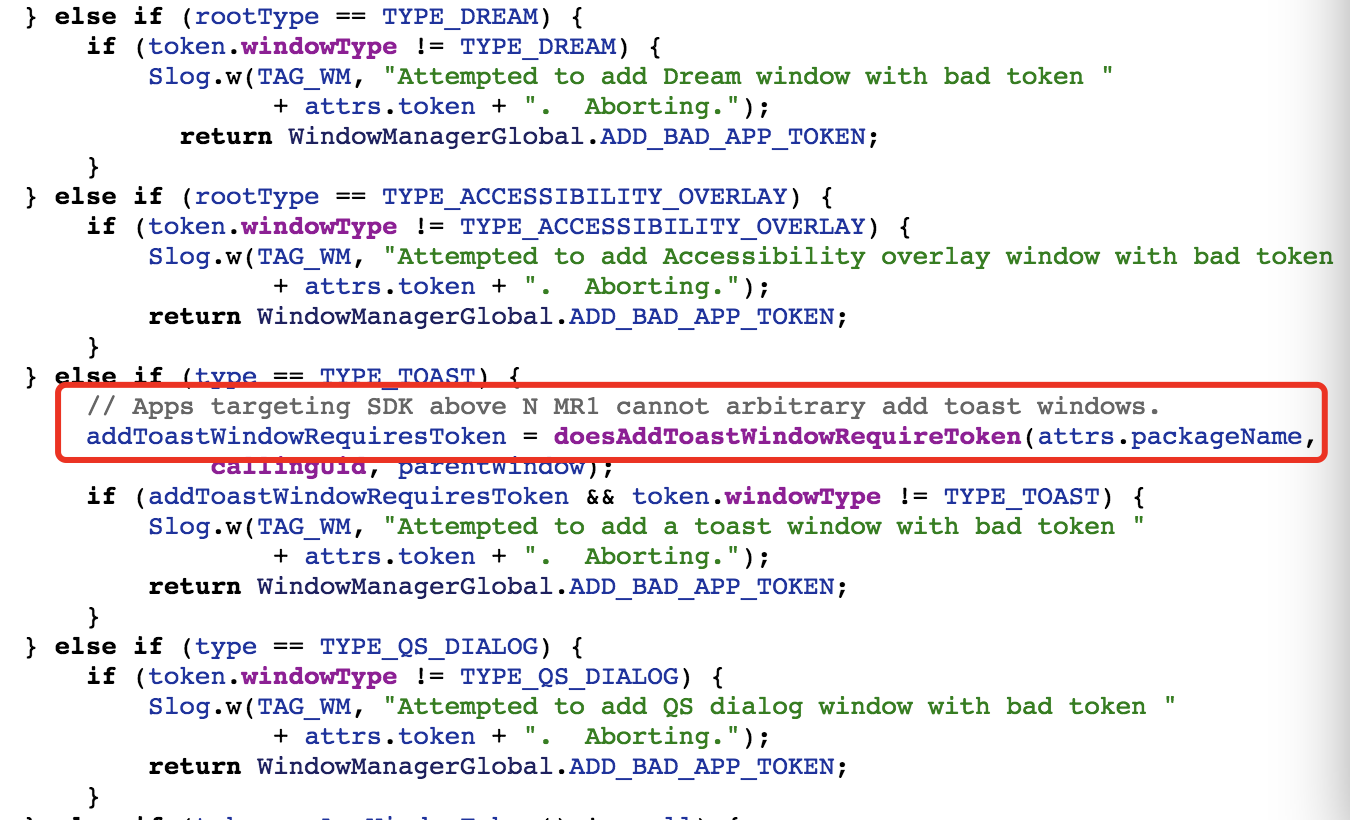 } else if (rootType == TYPE_DREAM) {
    if (token.windowType != TYPE_DREAM) {
        Slog.w(TAG_WM, "Attempted to add Dream window with bad token "
                + attrs.token + ".  Aborting.");
          return WindowManagerGlobal.ADD_BAD_APP_TOKEN;
    }
} else if (rootType == TYPE_ACCESSIBILITY_OVERLAY) {
    if (token.windowType != TYPE_ACCESSIBILITY_OVERLAY) {
        Slog.w(TAG_WM, "Attempted to add Accessibility overlay window with bad token
                + attrs.token + ".  Aborting.");
        return WindowManagerGlobal.ADD_BAD_APP_TOKEN;
    }
} else if (type == TYPE_TOAST) {
    // Apps targeting SDK above N MR1 cannot arbitrary add toast windows.
    addToastWindowRequiresToken = doesAddToastWindowRequireToken(attrs.packageName,
            callingUid, parentWindow);
    if (addToastWindowRequiresToken && token.windowType != TYPE_TOAST) {
        Slog.w(TAG_WM, "Attempted to add a toast window with bad token "
                + attrs.token + ".  Aborting.");
        return WindowManagerGlobal.ADD_BAD_APP_TOKEN;
    }
} else if (type == TYPE_QS_DIALOG) {
    if (token.windowType != TYPE_QS_DIALOG) {
        Slog.w(TAG_WM, "Attempted to add QS dialog window with bad token "
                + attrs.token + ".  Aborting.");
        return WindowManagerGlobal.ADD_BAD_APP_TOKEN;
    }